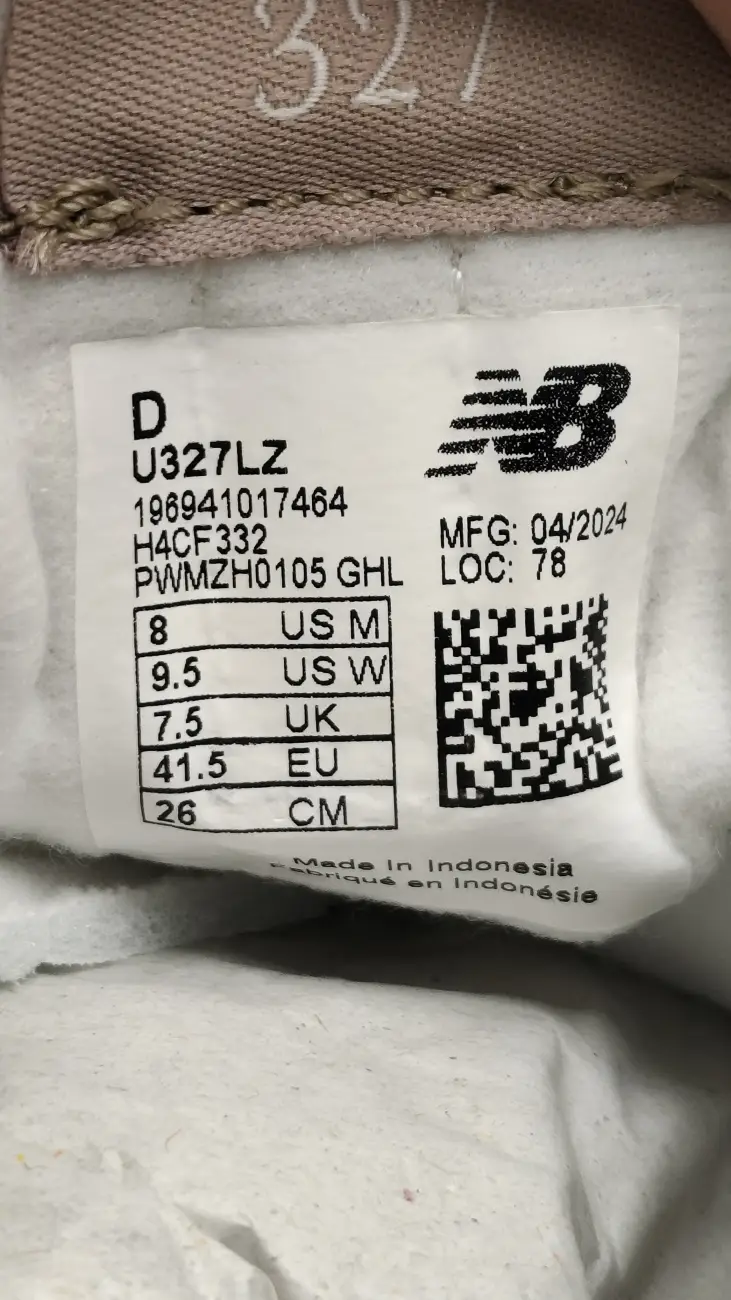 327
D
U327LZ
196941017464
H4CF332
PWMZH0105 GHL
NB
MFG: 04/2024
LOC: 78
8 US M
9.5 US W
7.5 UK
41.5 EU
26 CM
Made in Indonesia
Fabriqué en Indonésie